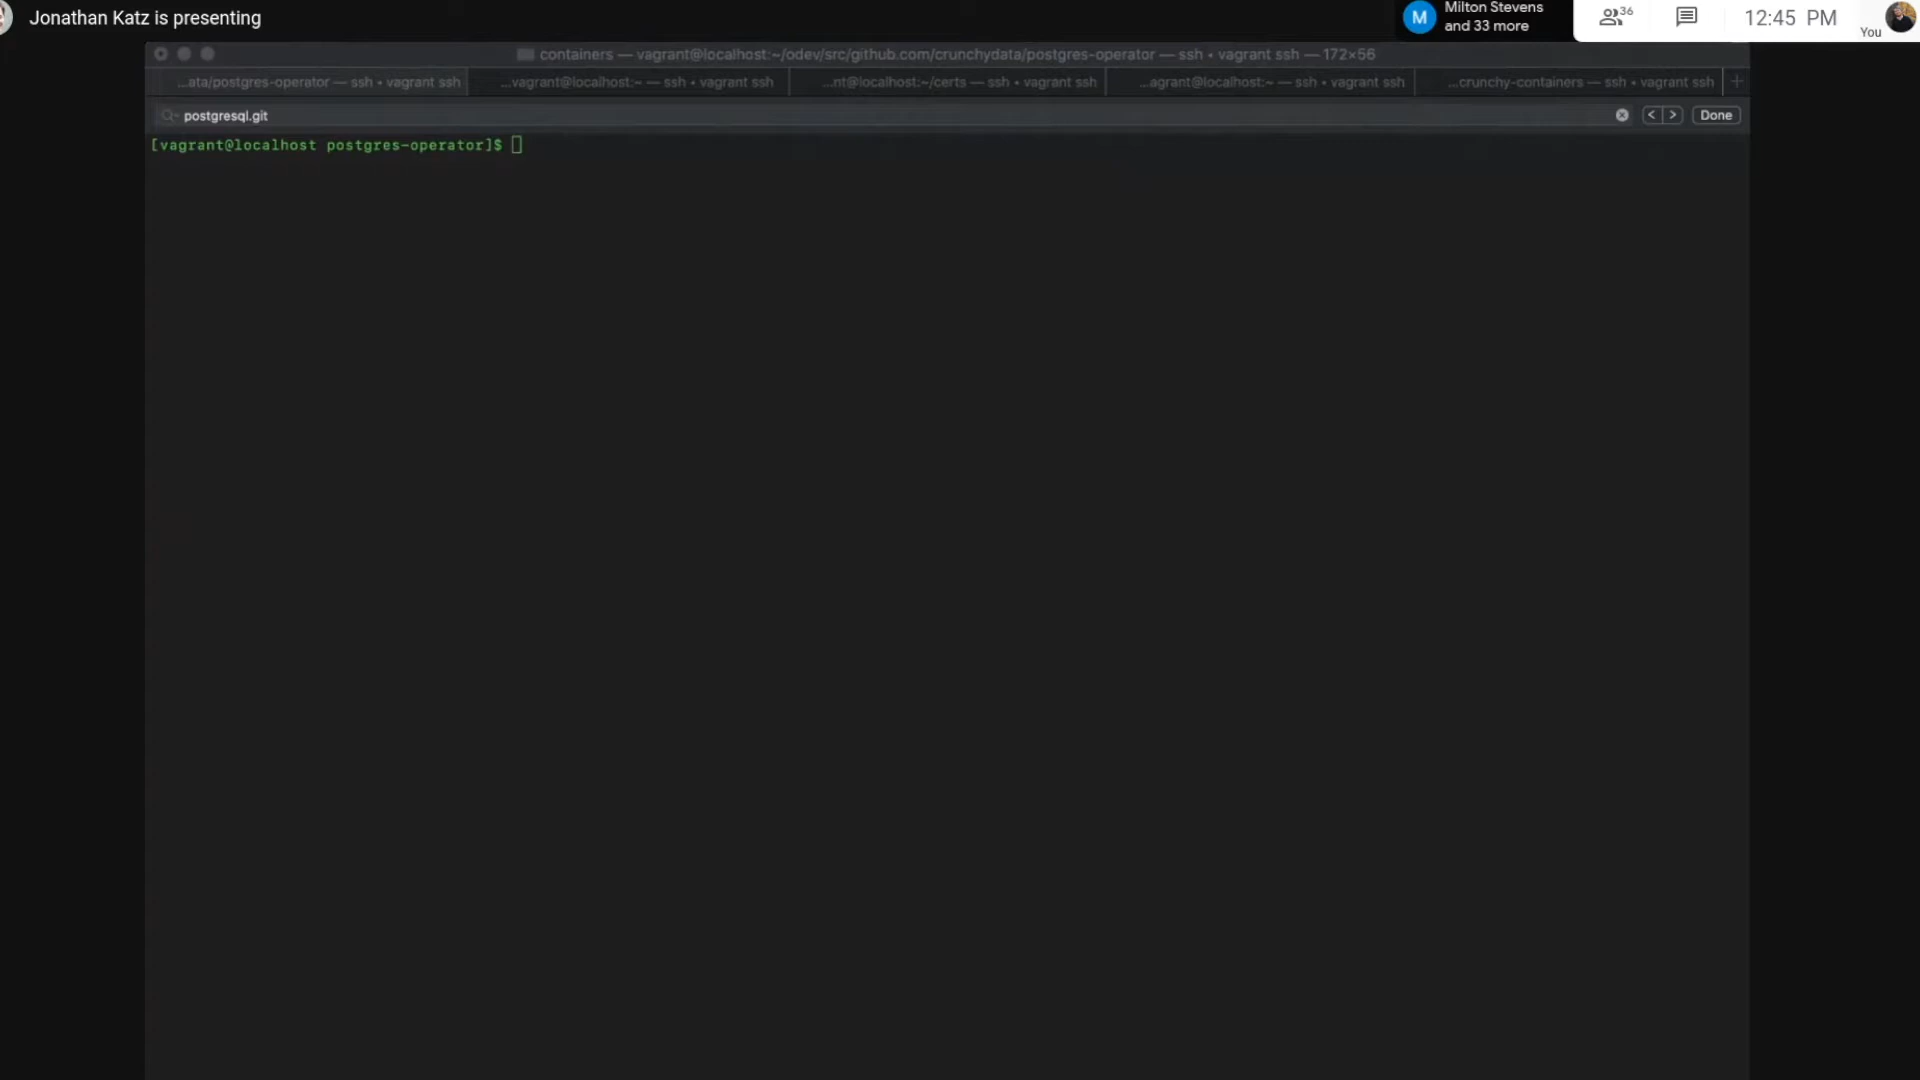 Jonathan Katz is presenting
M
Milton Stevens
and 33 more
36
12:45 PM
You
containers — vagrant@localhost:~/odev/src/github.com/crunchydata/postgres-operator — ssh • vagrant ssh — 172×56
...ata/postgres-operator — ssh • vagrant ssh
...vagrant@localhost:~ — ssh • vagrant ssh
...nt@localhost:~/certs — ssh • vagrant ssh
...agrant@localhost:~ — ssh • vagrant ssh
...crunchy-containers — ssh • vagrant ssh
+
postgresql.git
< >
Done
[vagrant@localhost postgres-operator]$